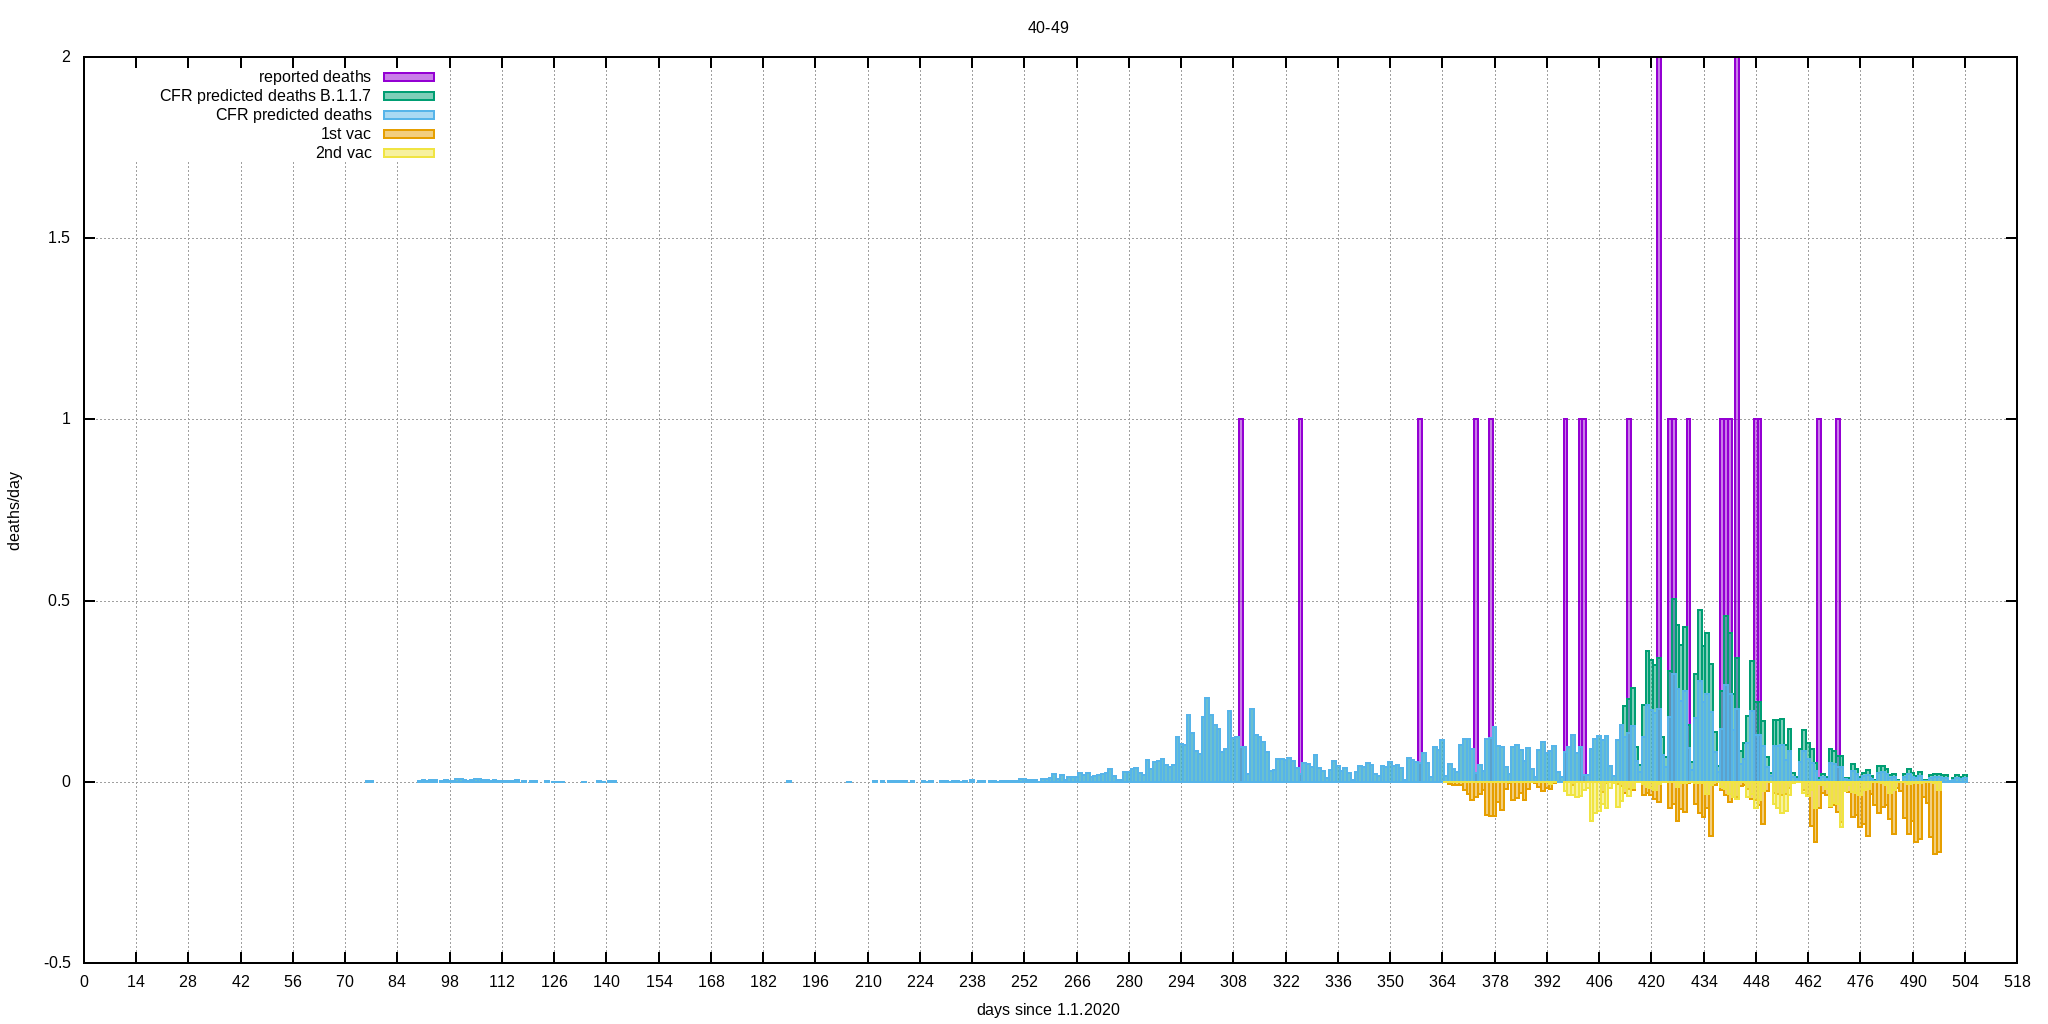 40-49
reported deaths
CFR predicted deaths B.1.1.7
CFR predicted deaths
1st vac
2nd vac
2
1.5
1
0.5
0
-0.5
deaths/day
0 14 28 42 56 70 84 98 112 126 140 154 168 182 196 210 224 238 252 266 280 294 308 322 336 350 364 378 392 406 420 434 448 462 476 490 504 518
days since 1.1.2020